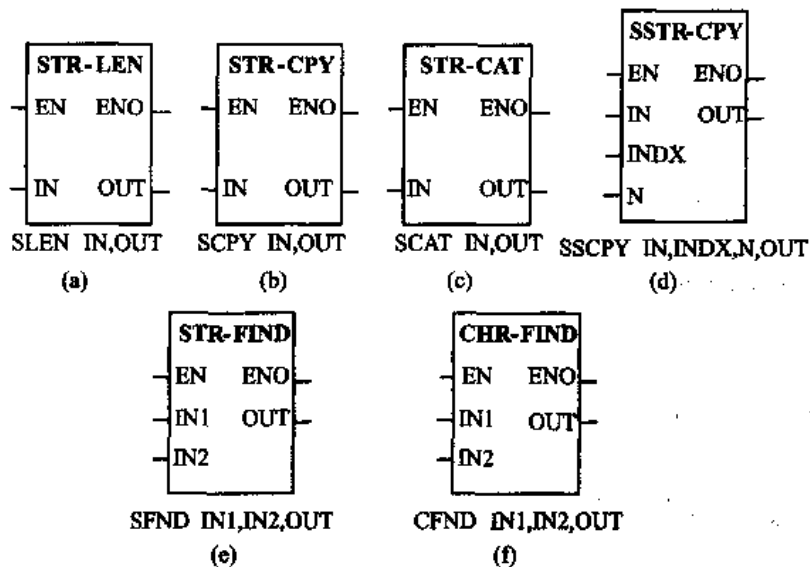 STR-LEN
EN ENO
IN OUT
SLEN IN,OUT
(a)
STR-CPY
EN ENO
IN OUT
SCPY IN,OUT
(b)
STR-CAT
EN ENO
IN OUT
SCAT IN,OUT
(c)
SSTR-CPY
EN ENO
IN OUT
INDX
N
SSCPY IN,INDX,N,OUT
(d)
STR-FIND
EN ENO
IN1 OUT
IN2
SFND IN1,IN2,OUT
(e)
CHR-FIND
EN ENO
IN1 OUT
IN2
CFND IN1,IN2,OUT
(f)